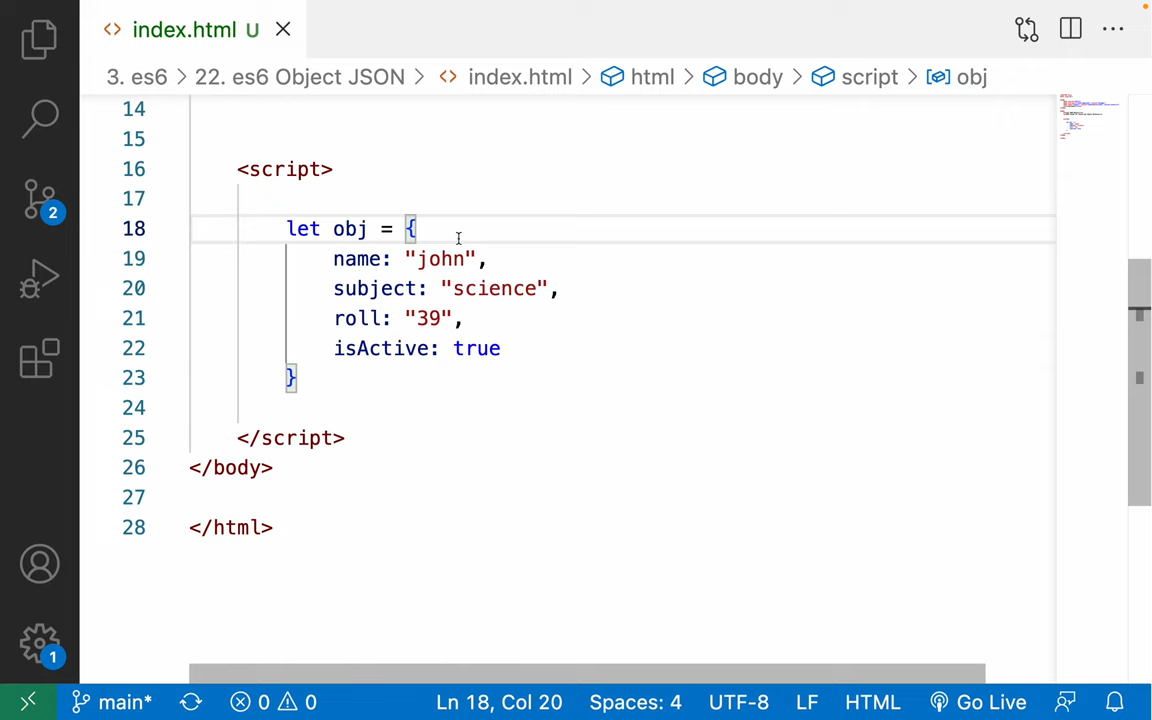 index.html U
3. es6 > 22. es6 Object JSON > index.html > html > body > script > obj
14
15
16 <script>
17
18 let obj = {
19 name: "john",
20 subject: "science",
21 roll: "39",
22 isActive: true
23 }
24
25 </script>
26 </body>
27
28 </html>
2
1
main* 0 0 Ln 18, Col 20 Spaces: 4 UTF-8 LF HTML Go Live